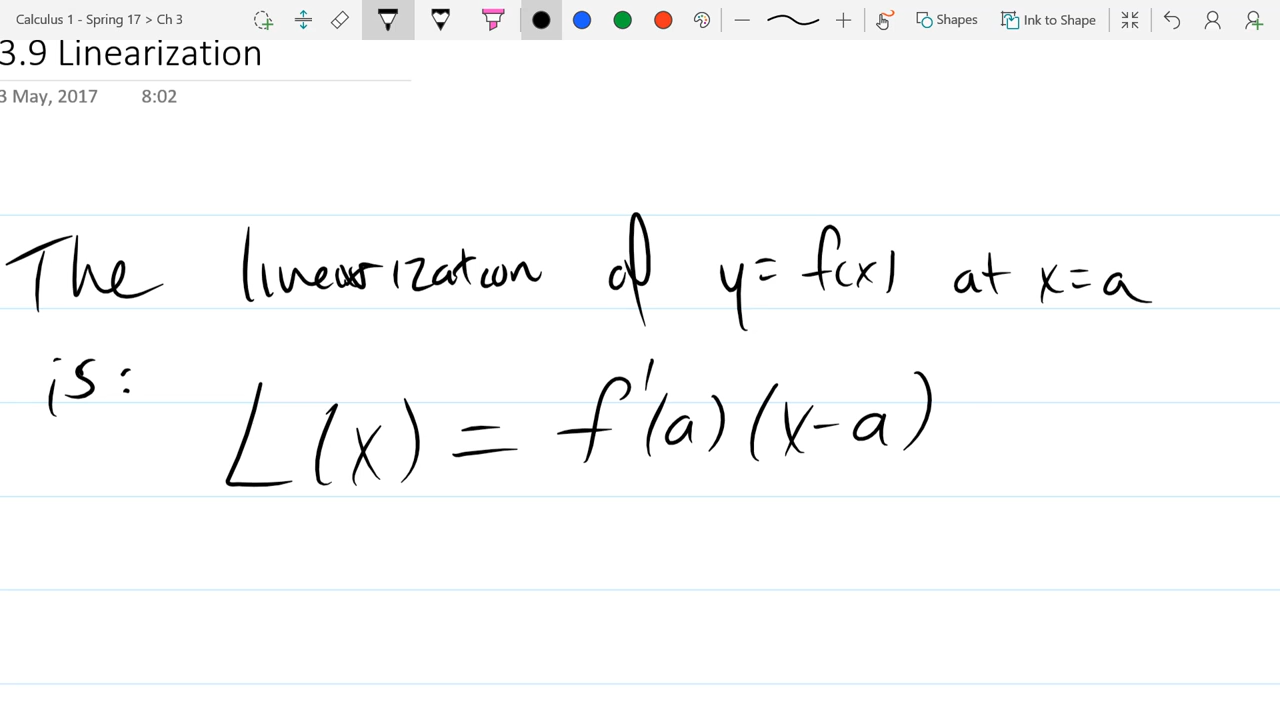 Calculus 1 - Spring 17 > Ch 3
Shapes
Ink to Shape
3.9 Linearization
3 May, 2017 8:02
The linearization of y = f(x) at x = a
is:
L(x) = f'(a)(x-a)